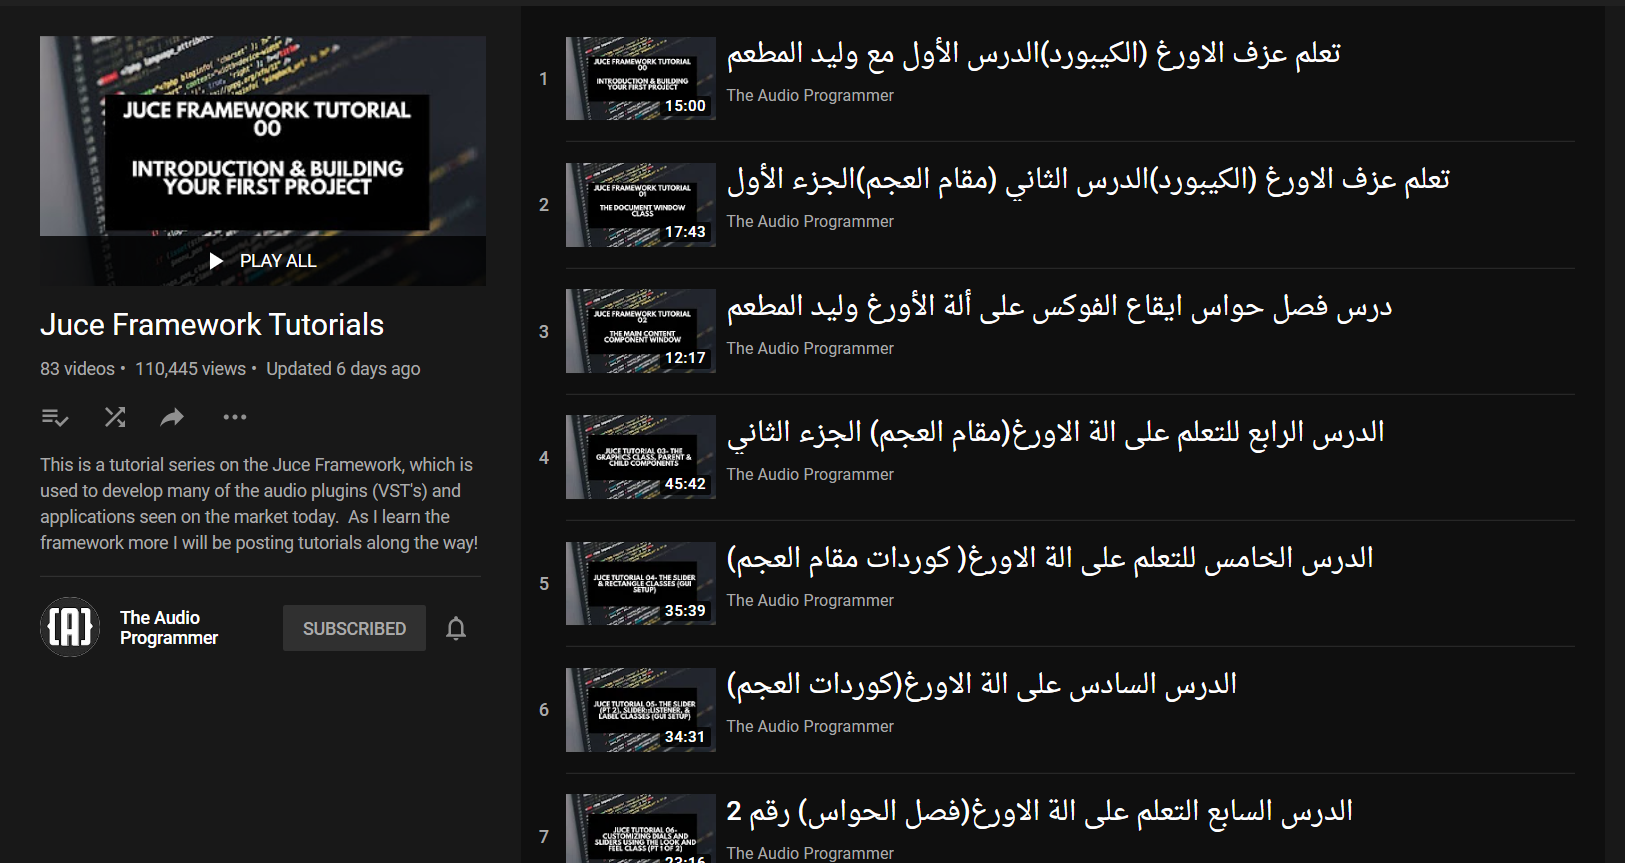 JUCE FRAMEWORK TUTORIAL
00
INTRODUCTION & BUILDING
YOUR FIRST PROJECT
PLAY ALL
Juce Framework Tutorials
83 videos • 110,445 views • Updated 6 days ago
This is a tutorial series on the Juce Framework, which is
used to develop many of the audio plugins (VST's) and
applications seen on the market today. As I learn the
framework more I will be posting tutorials along the way!
The Audio
Programmer
SUBSCRIBED
1
JUCE FRAMEWORK TUTORIAL
00
INTRODUCTION & BUILDING
YOUR FIRST PROJECT
15:00
تعلم عزف الاورغ (الكيبورد)الدرس الأول مع وليد المطعم
The Audio Programmer
2
JUCE FRAMEWORK TUTORIAL
01
THE DOCUMENT WINDOW
CLASS
17:43
تعلم عزف الاورغ (الكيبورد)الدرس الثاني (مقام العجم)الجزء الأول
The Audio Programmer
3
JUCE FRAMEWORK TUTORIAL
02
THE MAIN CONTENT
COMPONENT WINDOW
12:17
درس فصل حواس ايقاع الفوكس على ألة الأورغ وليد المطعم
The Audio Programmer
4
JUCE TUTORIAL 03- THE
GRAPHICS CLASS, PARENT &
CHILD COMPONENTS
45:42
الدرس الرابع للتعلم على الة الاورغ(مقام العجم) الجزء الثاني
The Audio Programmer
5
JUCE TUTORIAL 04- THE SLIDER
& RECTANGLE CLASSES (GUI
SETUP)
35:39
الدرس الخامس للتعلم على الة الاورغ( كوردات مقام العجم)
The Audio Programmer
6
JUCE TUTORIAL 05- THE SLIDER
(PT 2), SLIDER::LISTENER, &
LABEL CLASSES (GUI SETUP)
34:31
الدرس السادس على الة الاورغ(كوردات العجم)
The Audio Programmer
7
JUCE TUTORIAL 06-
CUSTOMIZING DIALS AND
SLIDERS USING THE LOOK AND
FEEL CLASS (PT 1 OF 2)
23:16
الدرس السابع التعلم على الة الاورغ(فصل الحواس) رقم 2
The Audio Programmer